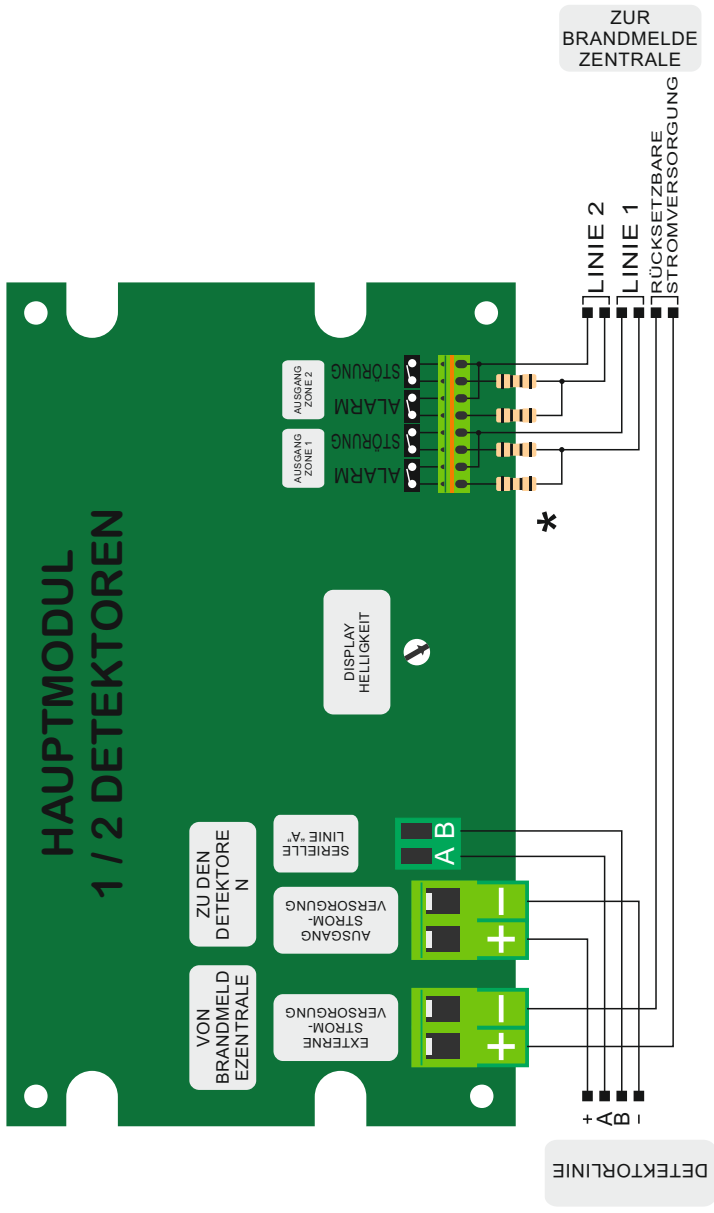 HAUPTMODUL
1 / 2 DETEKTOREN
VON
BRANDMELD
EZENTRALE
ZU DEN
DETEKTORE
N
EXTERNE
STROM-
VERSORGUNG
AUSGANG
STROM-
VERSORGUNG
SERIELLE
LINIE "A"
+ −
+ −
A B
DISPLAY
HELLIGKEIT
AUSGANG
ZONE 1
AUSGANG
ZONE 2
ALARM
STÖRUNG
ALARM
STÖRUNG
*
DETEKTORLINIE
+
A
B
-
LINIE 2
LINIE 1
RÜCKSETZBARE
STROMVERSORGUNG
ZUR
BRANDMELDE
ZENTRALE